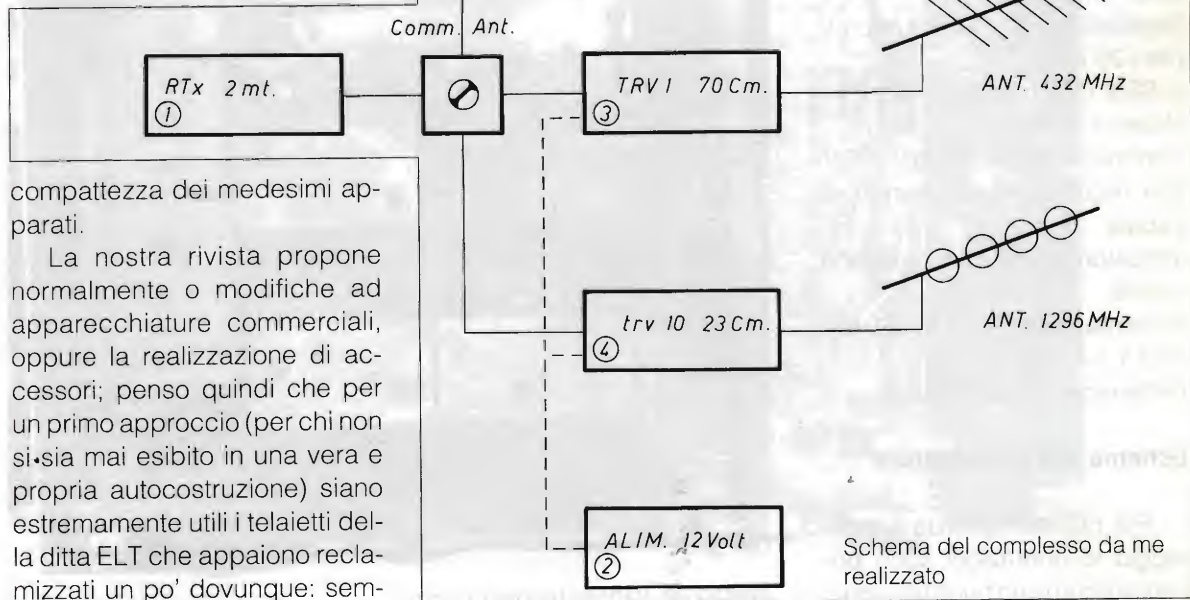 Comm. Ant.
RTx 2 mt.
①
TRV 1 70 Cm.
③
ANT. 432 MHz
trv 10 23 Cm.
④
ANT. 1296 MHz
ALIM. 12 Volt
②
Schema del complesso da me
realizzato
compattezza dei medesimi ap-
parati.
La nostra rivista propone
normalmente o modifiche ad
apparecchiature commerciali,
oppure la realizzazione di ac-
cessori; penso quindi che per
un primo approccio (per chi non
si•sia mai esibito in una vera e
propria autocostruzione) siano
estremamente utili i telaietti del-
la ditta ELT che appaiono recla-
mizzati un po' dovunque: sem-